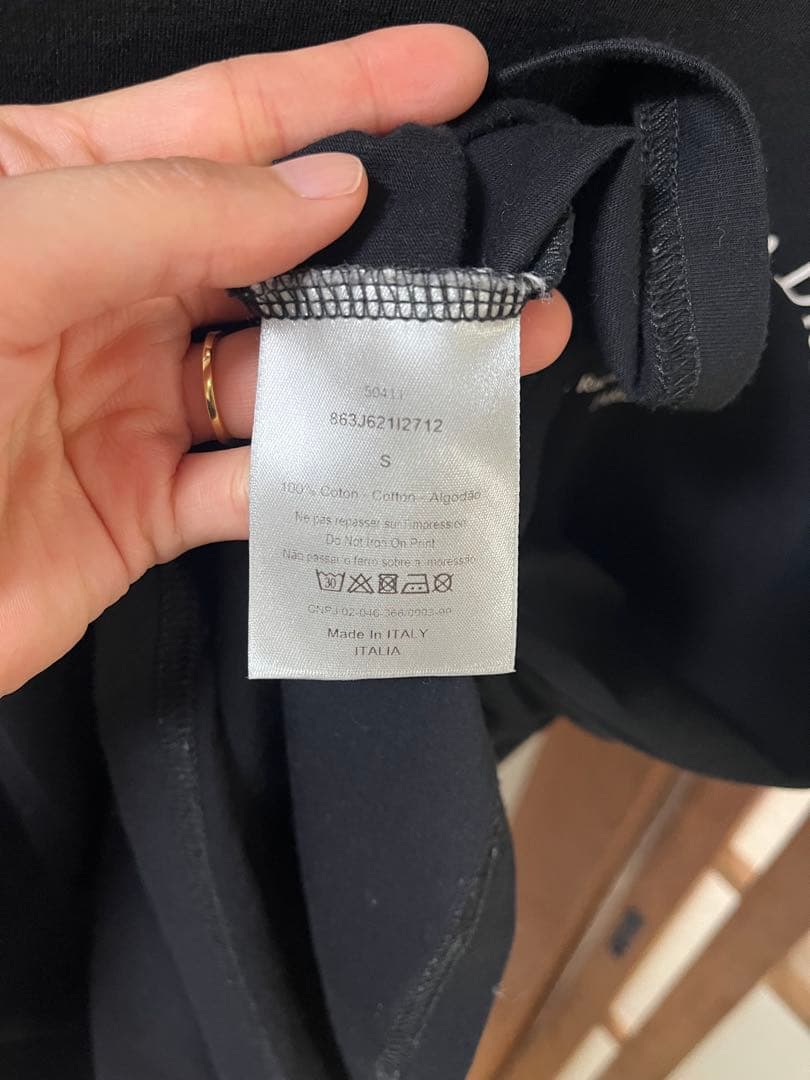 50411
863J621I2712
S
100% Coton - Cotton - Algodão
Ne pas repasser sur l'impression
Do Not Iron On Print
Não passar o ferro sobre a impressão
30
CNPJ 02-046-366/0003-
Made In ITALY
ITALIA